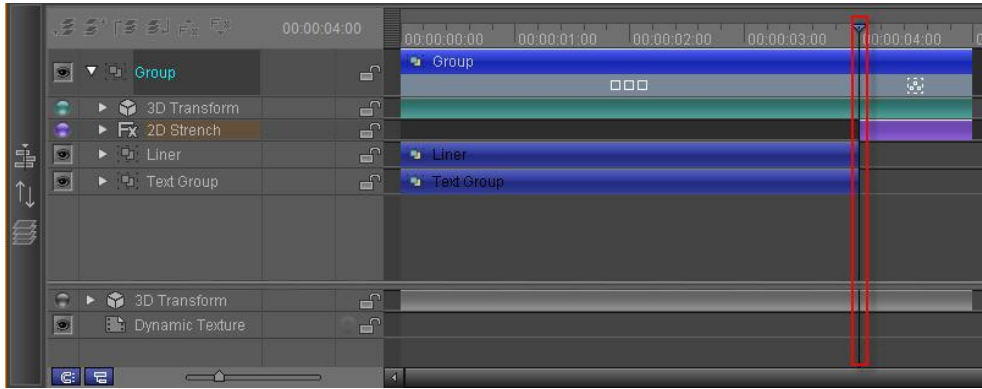 00:00:04:00
00:00:00:00 00:00:01:00 00:00:02:00 00:00:03:00 00:00:04:00
Group Group
3D Transform
Fx 2D Strench
Liner Liner
Text Group Text Group
3D Transform
Dynamic Texture